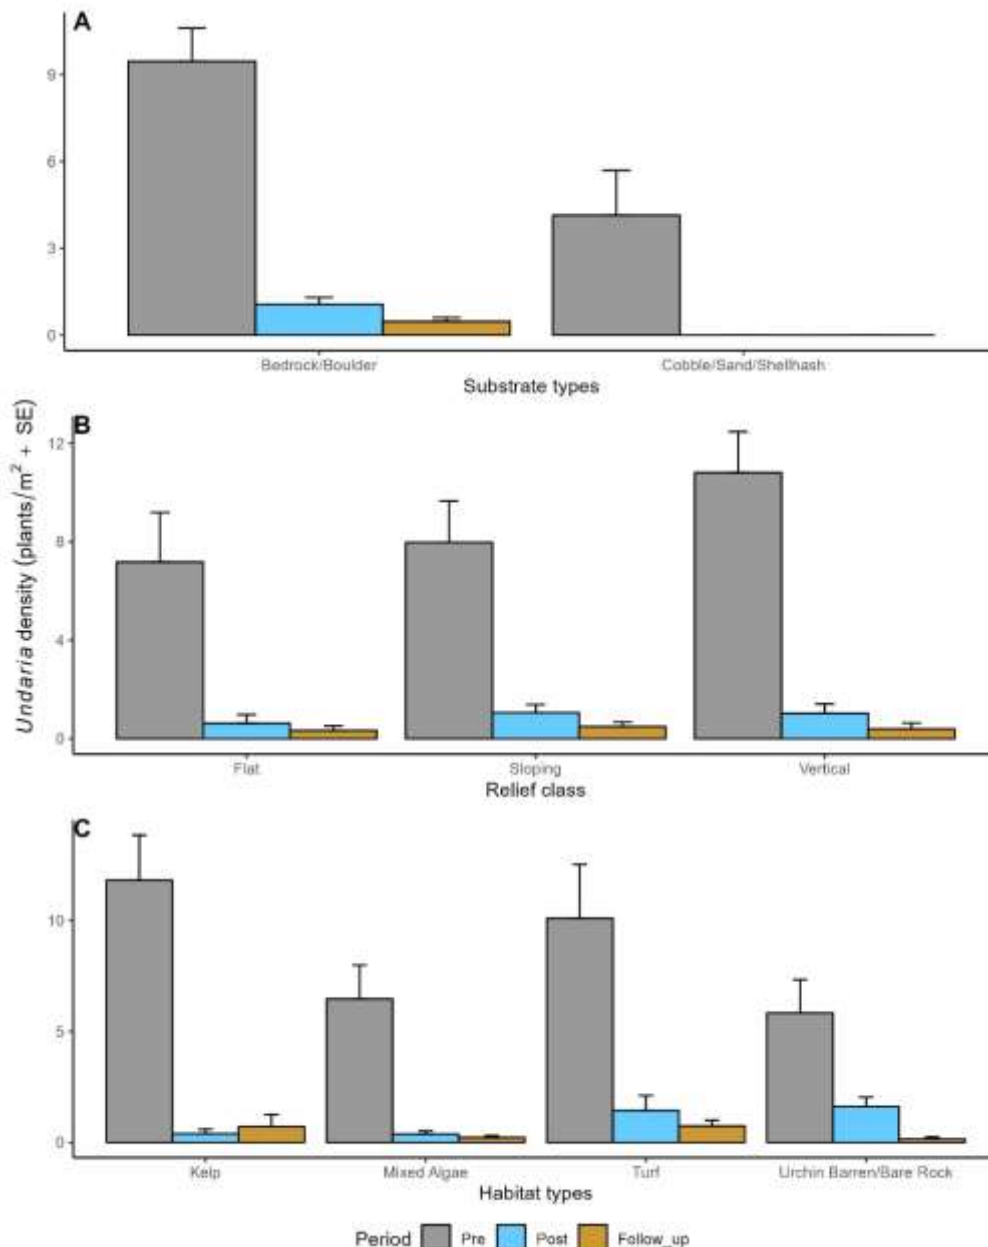 A
9
6
3
0
Bedrock/Boulder Cobble/Sand/Shellhash
Substrate types
Undaria density (plants/m² + SE)
B
12
8
4
0
Flat Sloping Vertical
Relief class
C
10
5
0
Kelp Mixed Algae Turf Urchin Barren/Bare Rock
Habitat types
Period Pre Post Follow_up